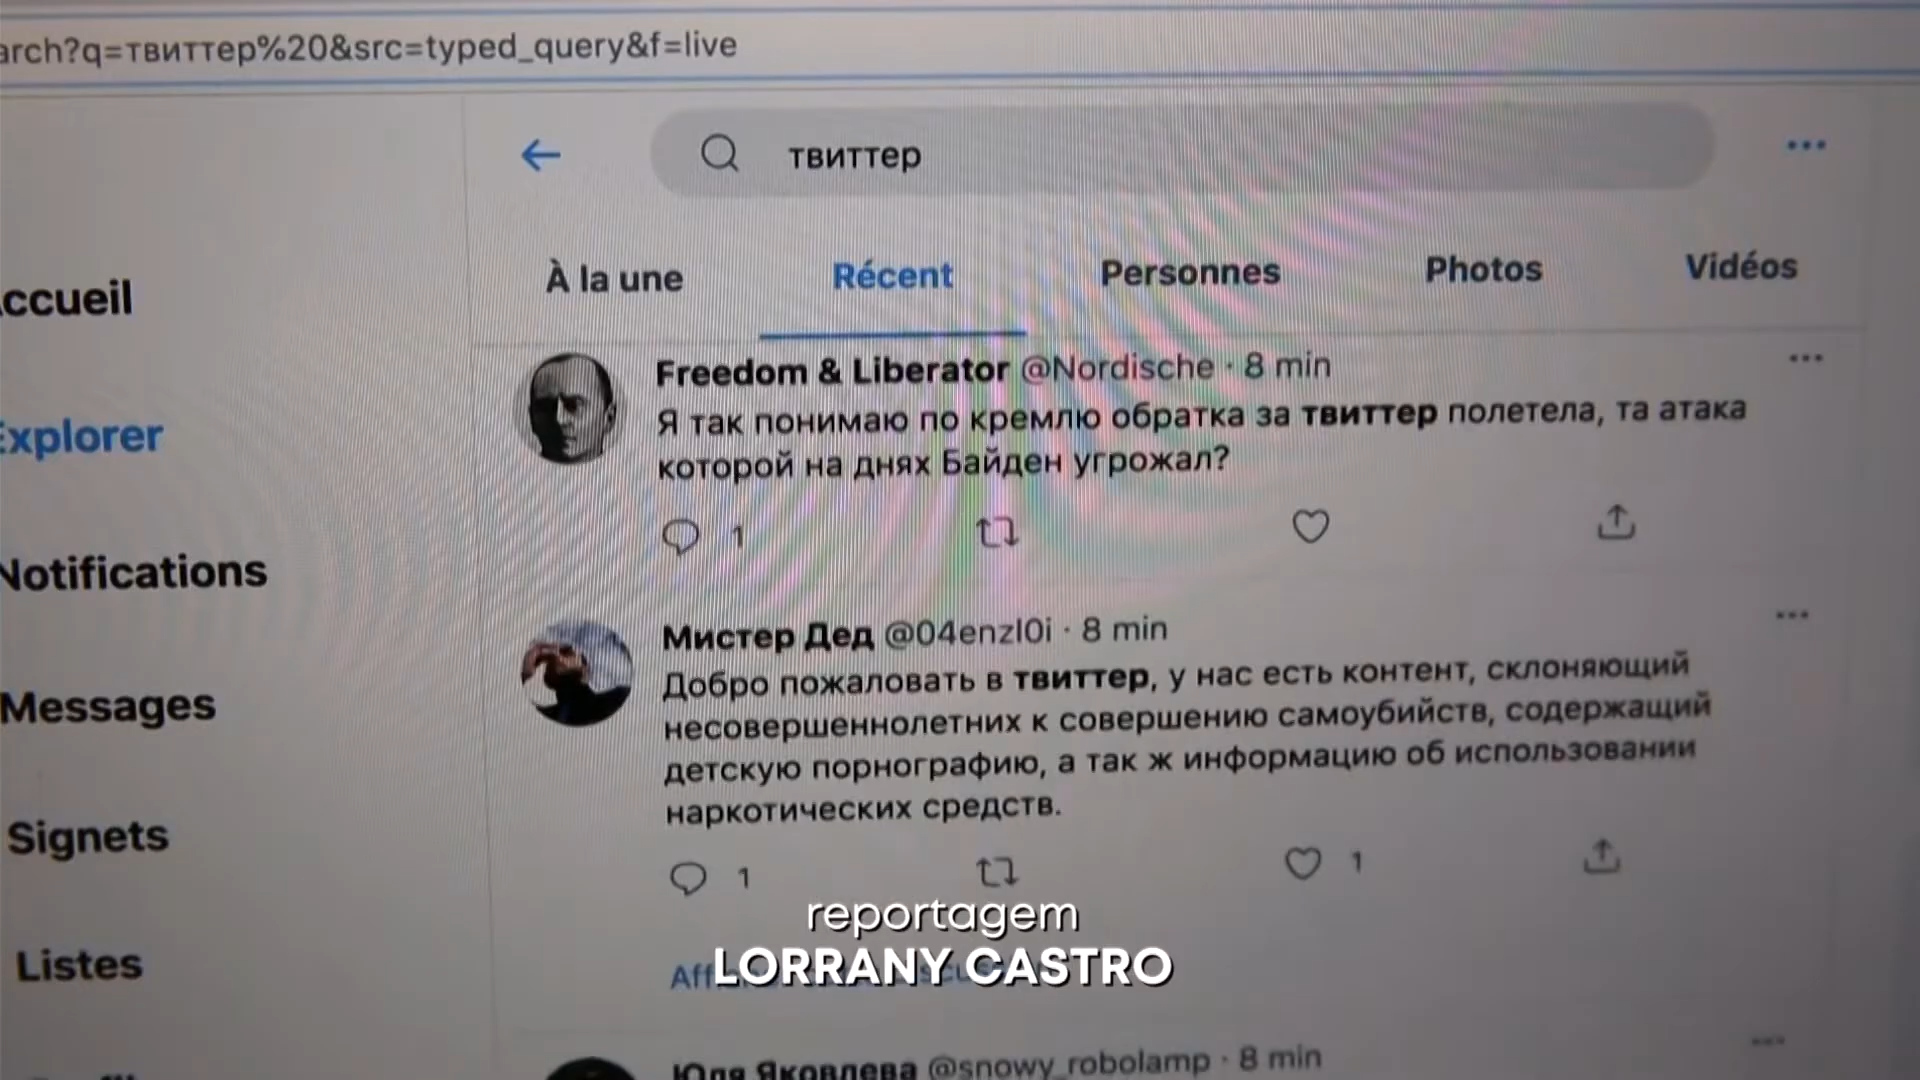 arch?q=твиттер%20&src=typed_query&f=live
твиттер
À la une Récent Personnes Photos Vidéos
ccueil
Explorer
Notifications
Messages
Signets
Listes
Freedom & Liberator @Nordische · 8 min
Я так понимаю по кремлю обратка за твиттер полетела, та атака
которой на днях Байден угрожал?
1
Мистер Дед @04enzl0i · 8 min
Добро пожаловать в твиттер, у нас есть контент, склоняющий
несовершеннолетних к совершению самоубийств, содержащий
детскую порнографию, а так ж информацию об использовании
наркотических средств.
1 1
reportagem
LORRANY CASTRO
Юля Яковлева @snowy_robolamp · 8 min